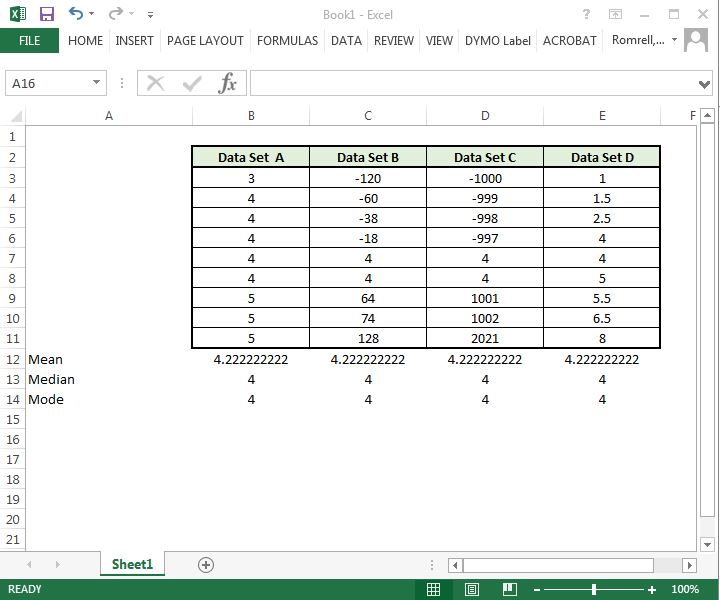 Book1 - Excel
FILE HOME INSERT PAGE LAYOUT FORMULAS DATA REVIEW VIEW DYMO Label ACROBAT Romrell,...
A16 fx
A B C D E F
1
2 Data Set A Data Set B Data Set C Data Set D
3 3 -120 -1000 1
4 4 -60 -999 1.5
5 4 -38 -998 2.5
6 4 -18 -997 4
7 4 4 4 4
8 4 4 4 5
9 5 64 1001 5.5
10 5 74 1002 6.5
11 5 128 2021 8
12 Mean 4.222222222 4.222222222 4.222222222 4.222222222
13 Median 4 4 4 4
14 Mode 4 4 4 4
15
16
17
18
19
20
21
Sheet1
READY 100%